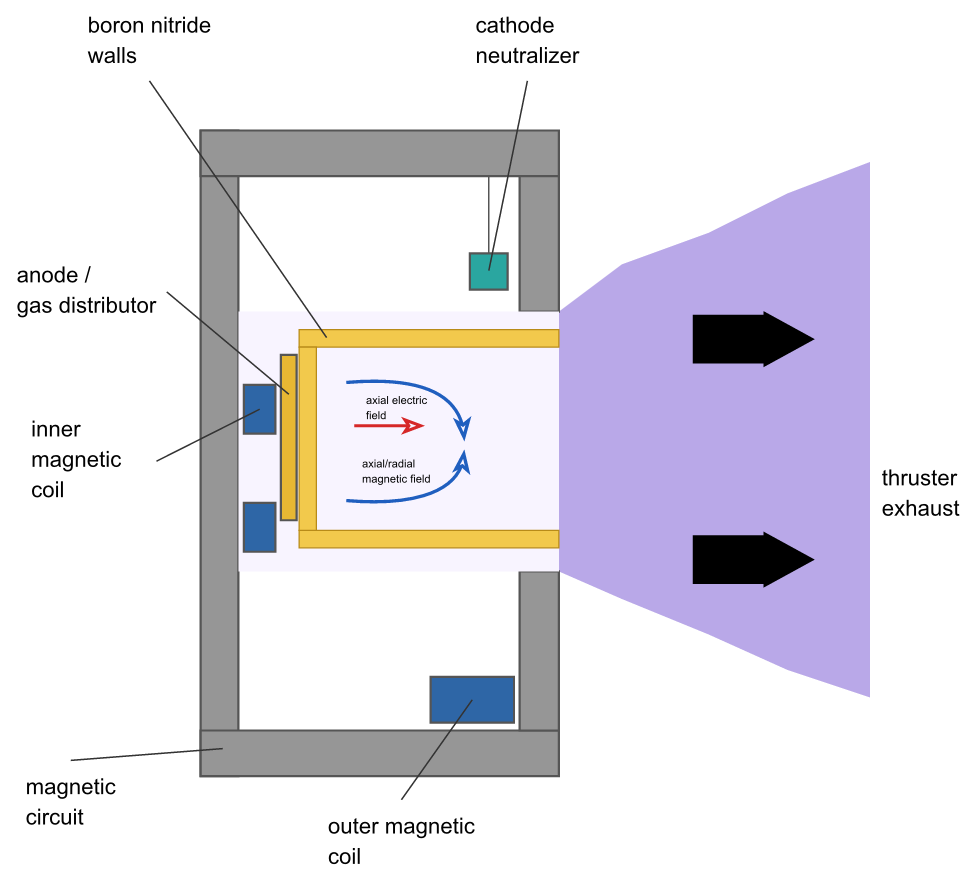 boron nitride
walls
cathode
neutralizer
anode /
gas distributor
inner
magnetic
coil
axial electric
field
axial/radial
magnetic field
thruster
exhaust
magnetic
circuit
outer magnetic
coil